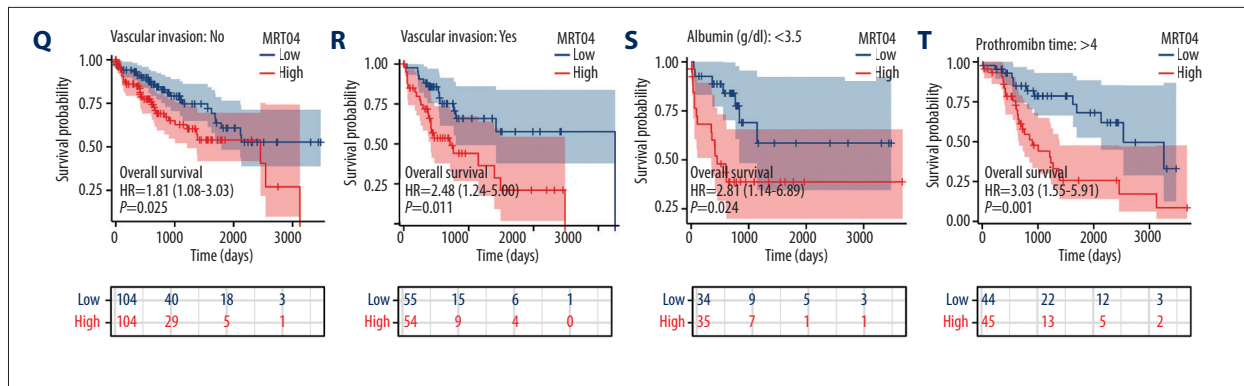 Q
Vascular invasion: No
MRT04
Low
High
Survival probability
1.00
0.75
0.50
0.25
Overall survival
HR=1.81 (1.08-3.03)
P=0.025
0 1000 2000 3000
Time (days)
Low 104 40 18 3
High 104 29 5 1
R
Vascular invasion: Yes
MRT04
Low
High
Survival probability
1.00
0.75
0.50
0.25
0.00
Overall survival
HR=2.48 (1.24-5.00)
P=0.011
0 1000 2000 3000
Time (days)
Low 55 15 6 1
High 54 9 4 0
S
Albumin (g/dl): <3.5
MRT04
Low
High
Survival probability
1.00
0.75
0.50
0.25
Overall survival
HR=2.81 (1.14-6.89)
P=0.024
0 1000 2000 3000
Time (days)
Low 34 9 5 3
High 35 7 1 1
T
Prothrombn time: >4
MRT04
Low
High
Survival probability
1.00
0.75
0.50
0.25
0.00
Overall survival
HR=3.03 (1.55-5.91)
P=0.001
0 1000 2000 3000
Time (days)
Low 44 22 12 3
High 45 13 5 2